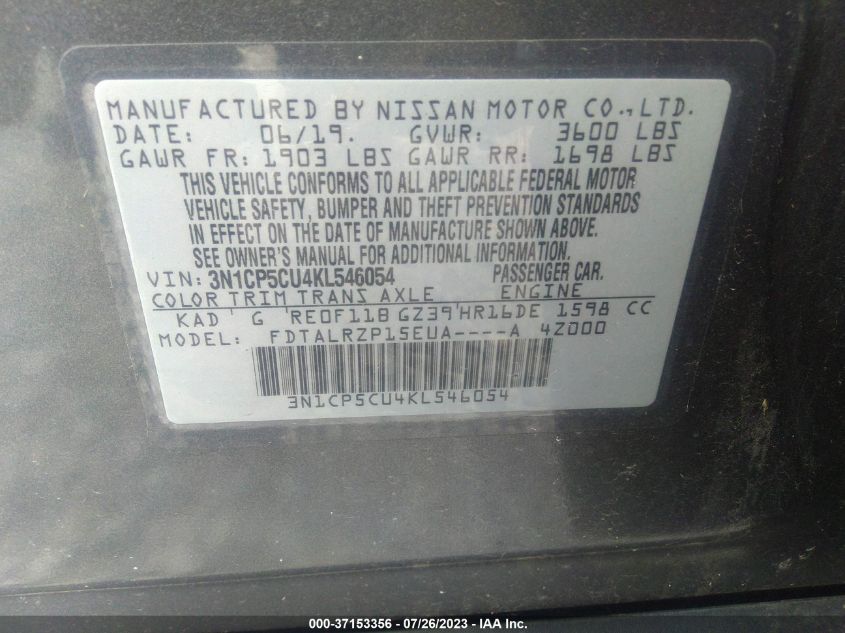 MANUFACTURED BY NISSAN MOTOR CO.,LTD.
DATE: 06/19. GVWR: 3600 LBS
GAWR FR: 1903 LBS GAWR RR: 1698 LBS
THIS VEHICLE CONFORMS TO ALL APPLICABLE FEDERAL MOTOR
VEHICLE SAFETY, BUMPER AND THEFT PREVENTION STANDARDS
IN EFFECT ON THE DATE OF MANUFACTURE SHOWN ABOVE.
SEE OWNER'S MANUAL FOR ADDITIONAL INFORMATION.
VIN: 3N1CP5CU4KL546054 PASSENGER CAR.
COLOR TRIM TRANS AXLE ENGINE
KAD ' G 'RE0F11B GZ39'HR16DE 1598 CC
MODEL: FDTALRZP15EUA----A 4Z000
3N1CP5CU4KL546054
000-37153356 / 07/26/2023 / © IAA, Inc.